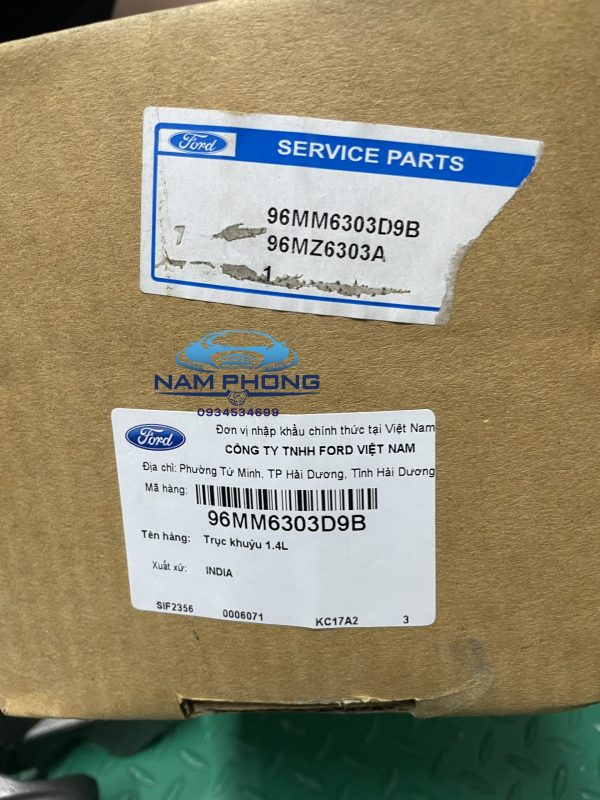 Ford
SERVICE PARTS
96MM6303D9B
96MZ6303A
1
NAM PHONG
0934534699
Ford
Đơn vị nhập khẩu chính thức tại Việt Nam
CÔNG TY TNHH FORD VIỆT NAM
Địa chỉ: Phường Tứ Minh, TP Hải Dương, Tỉnh Hải Dương
Mã hàng:
96MM6303D9B
Tên hàng: Trục khuỷu 1.4L
Xuất xứ: INDIA
SIF2356 0006071 KC17A2 3